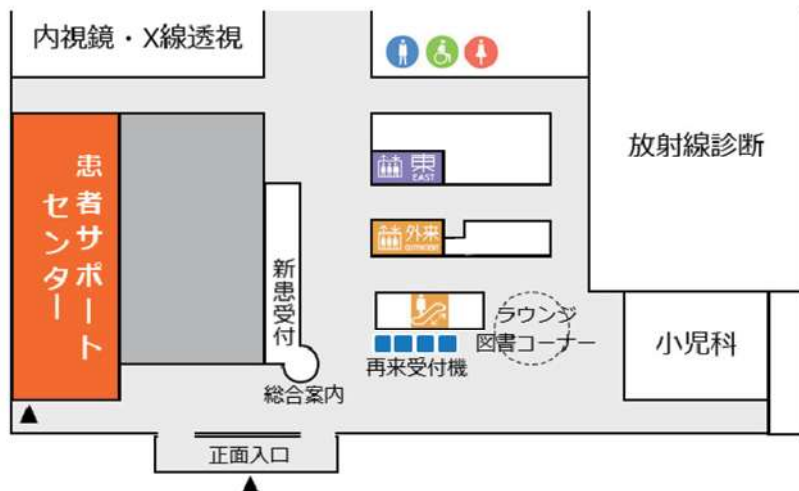 内視鏡・X線透視
放射線診断
患者サポート
センター
東
EAST
外来
新患受付
ラウンジ
図書コーナー
再来受付機
小児科
総合案内
正面入口